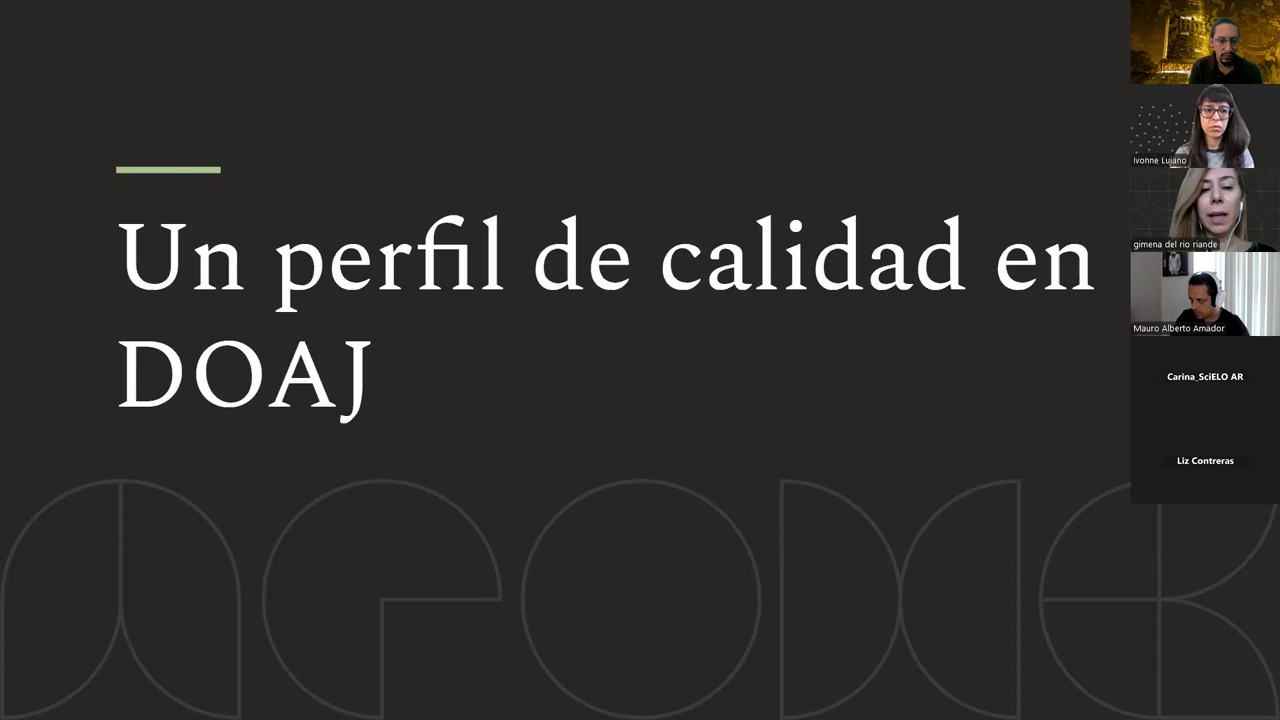 Un perfil de calidad en
DOAJ
Ivonne Lujano
gimena del rio riande
Mauro Alberto Amador
Carina_SciELO AR
Liz Contreras